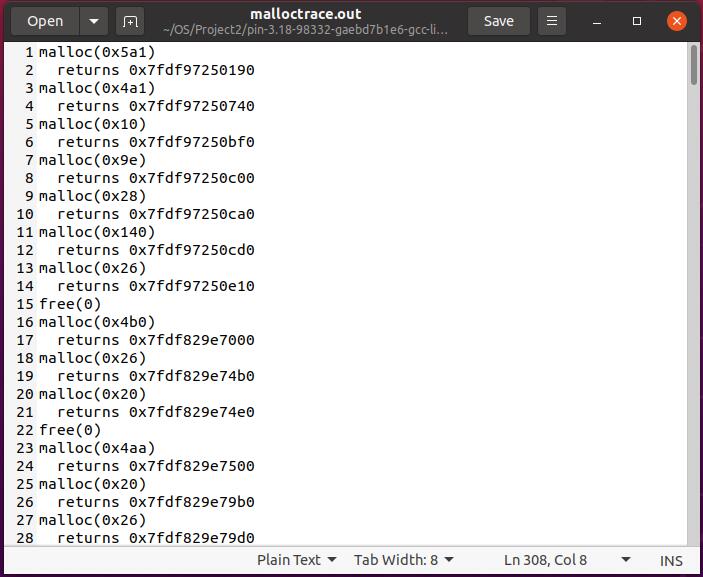 Open
malloctrace.out
~/OS/Project2/pin-3.18-98332-gaebd7b1e6-gcc-li...
Save
1 malloc(0x5a1)
2   returns 0x7fdf97250190
3 malloc(0x4a1)
4   returns 0x7fdf97250740
5 malloc(0x10)
6   returns 0x7fdf97250bf0
7 malloc(0x9e)
8   returns 0x7fdf97250c00
9 malloc(0x28)
10   returns 0x7fdf97250ca0
11 malloc(0x140)
12   returns 0x7fdf97250cd0
13 malloc(0x26)
14   returns 0x7fdf97250e10
15 free(0)
16 malloc(0x4b0)
17   returns 0x7fdf829e7000
18 malloc(0x26)
19   returns 0x7fdf829e74b0
20 malloc(0x20)
21   returns 0x7fdf829e74e0
22 free(0)
23 malloc(0x4aa)
24   returns 0x7fdf829e7500
25 malloc(0x20)
26   returns 0x7fdf829e79b0
27 malloc(0x26)
28   returns 0x7fdf829e79d0
Plain Text Tab Width: 8 Ln 308, Col 8 INS